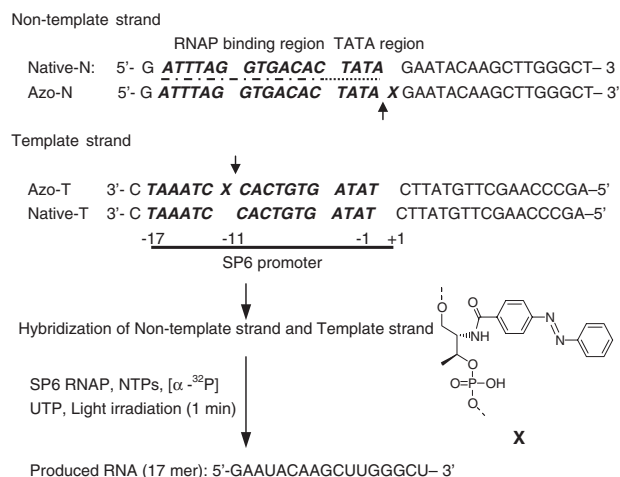 Non-template strand
RNAP binding region TATA region
Native-N: 5'- G ATTTAG GTGACAC TATA GAATACAAGCTTGGGCT– 3
Azo-N 5'- G ATTTAG GTGACAC TATA X GAATACAAGCTTGGGCT– 3'
Template strand
Azo-T 3'- C TAAATC X CACTGTG ATAT CTTATGTTCGAACCCGA–5'
Native-T 3'- C TAAATC CACTGTG ATAT CTTATGTTCGAACCCGA–5'
-17 -11 -1 +1
SP6 promoter
Hybridization of Non-template strand and Template strand
SP6 RNAP, NTPs, [α -³²P]
UTP, Light irradiation (1 min)
O
O
NH
N
N
O
O=P–OH
O
X
Produced RNA (17 mer): 5'-GAAUACAAGCUUGGGCU– 3'